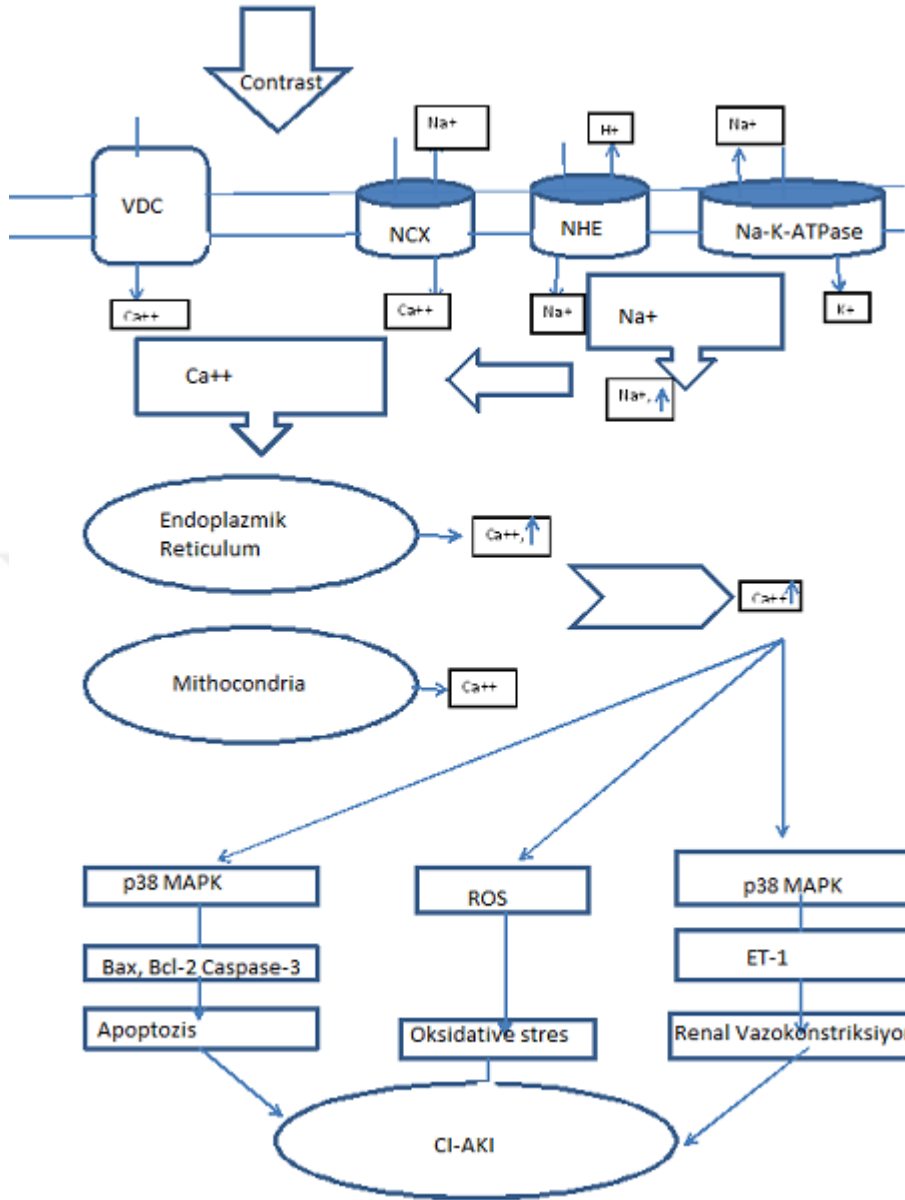 Contrast
Na+
H+
Na+
VDC
NCX
NHE
Na-K-ATPase
Ca++
Ca++
Na+
Na+
K+
Ca++
Na+,
Endoplazmik
Reticulum
Ca++,
Ca++
Mithocondria
Ca++
p38 MAPK
ROS
p38 MAPK
Bax, Bcl-2 Caspase-3
ET-1
Apoptozis
Oksidative stres
Renal Vazokonstriksiyon
CI-AKI